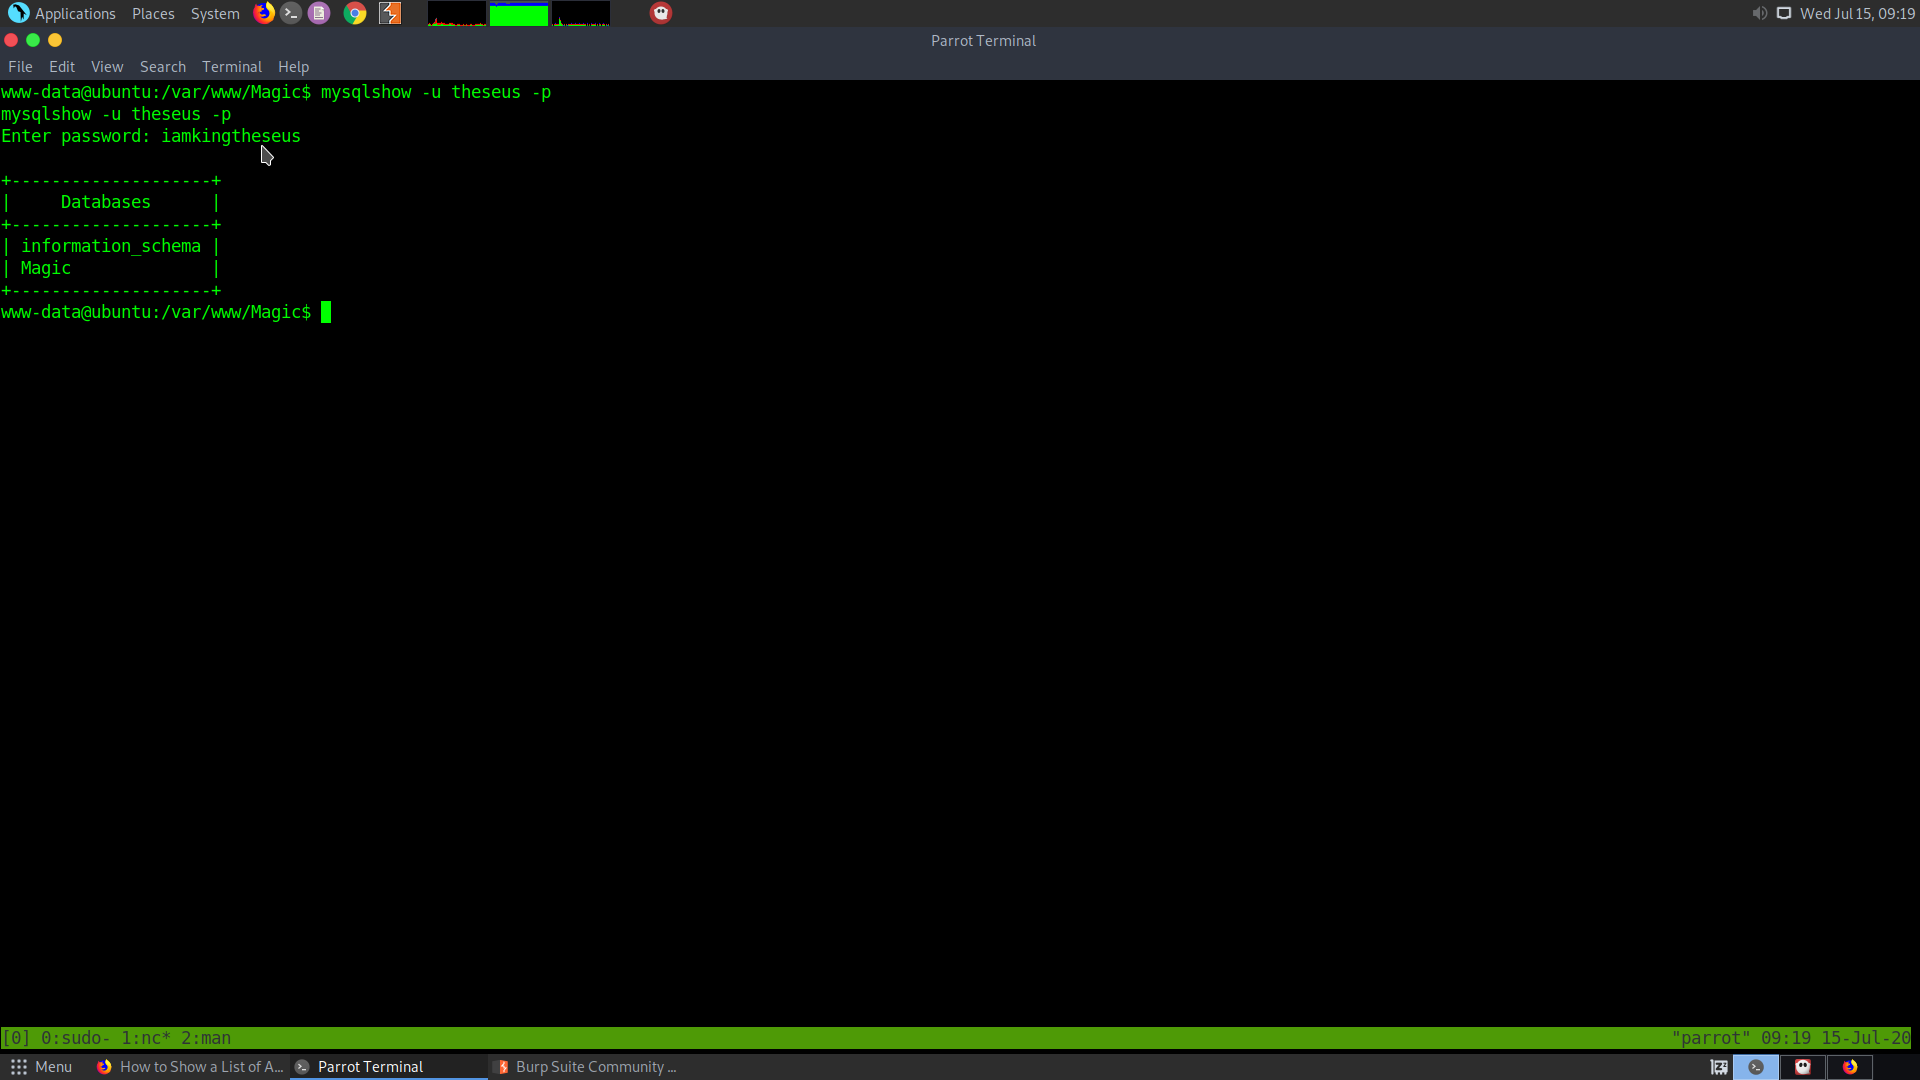 Applications Places System Wed Jul 15, 09:19
Parrot Terminal
File Edit View Search Terminal Help
www-data@ubuntu:/var/www/Magic$ mysqlshow -u theseus -p
mysqlshow -u theseus -p
Enter password: iamkingtheseus
+--------------------+
|     Databases      |
+--------------------+
| information_schema |
| Magic              |
+--------------------+
www-data@ubuntu:/var/www/Magic$
[0] 0:sudo- 1:nc* 2:man "parrot" 09:19 15-Jul-20
Menu How to Show a List of A... Parrot Terminal Burp Suite Community ...